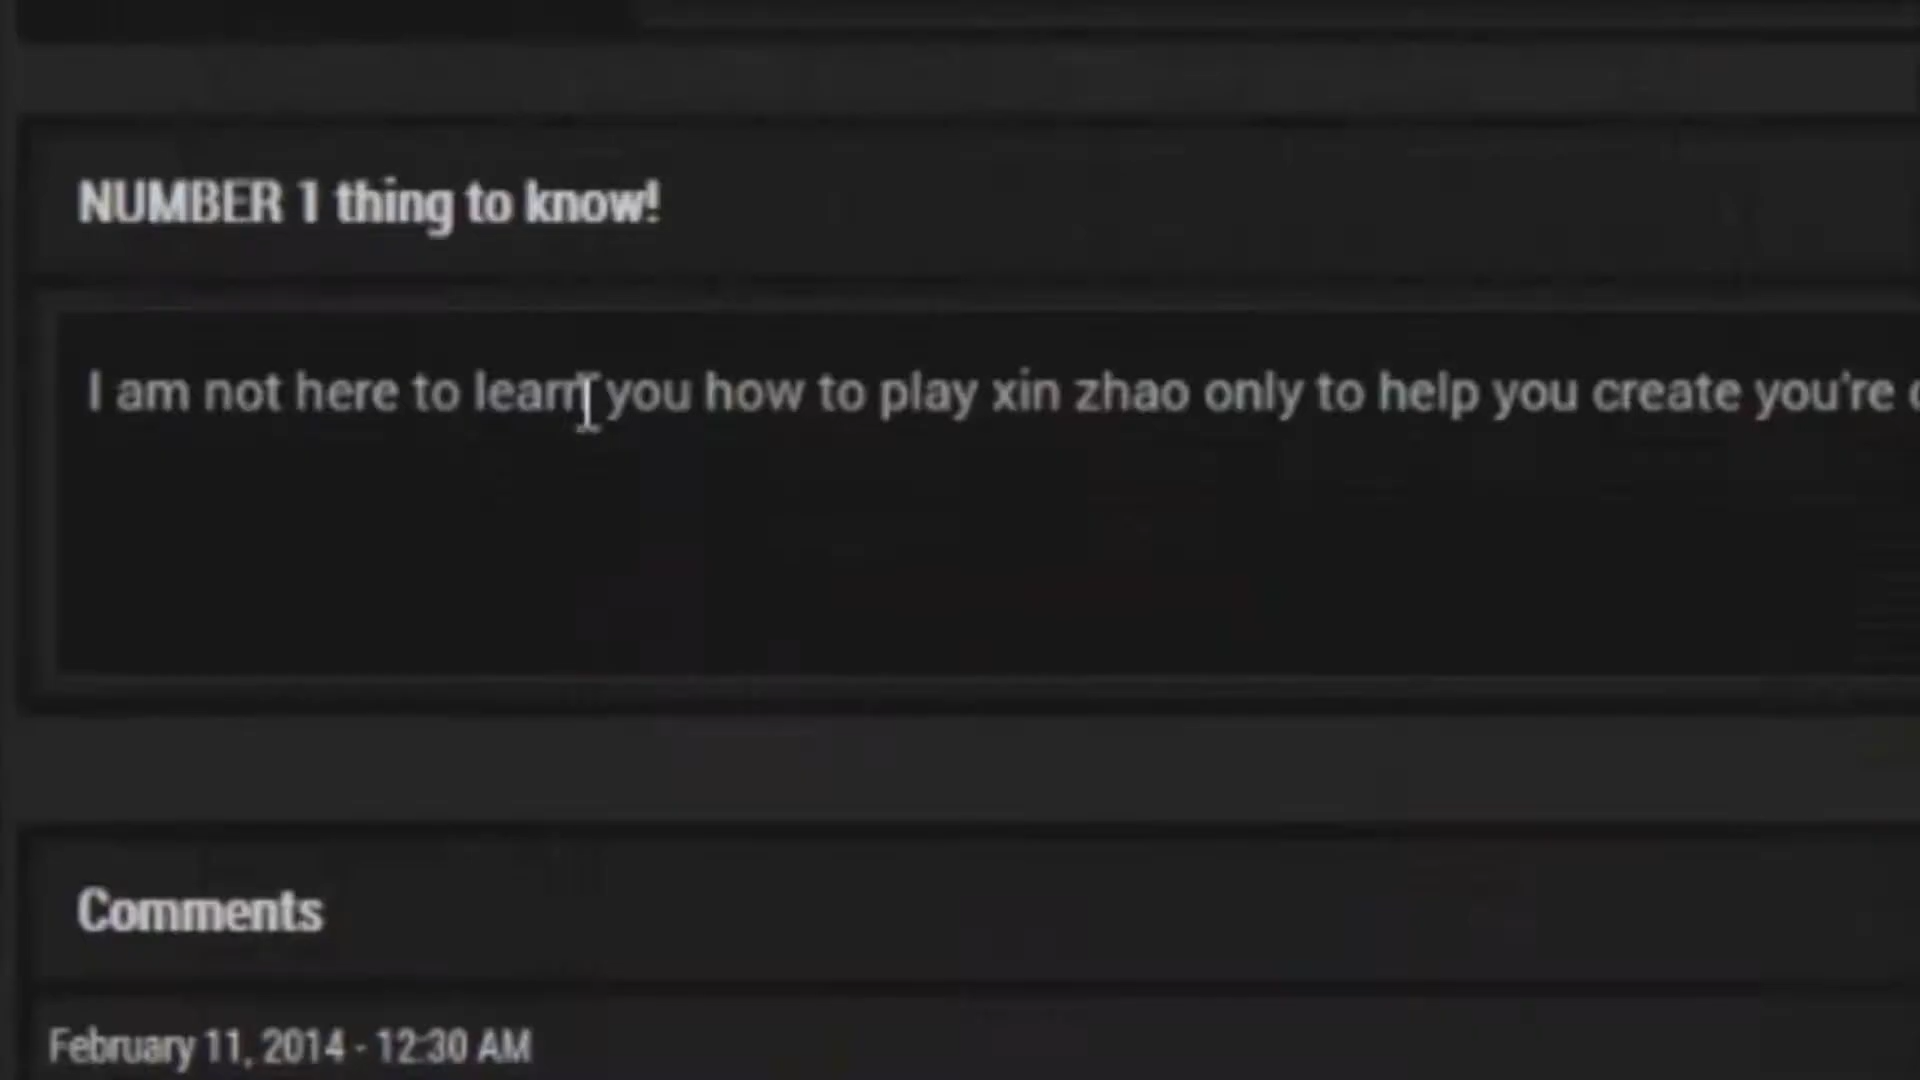 NUMBER 1 thing to know!
I am not here to learn you how to play xin zhao only to help you create you're
Comments
February 11, 2014 - 12:30 AM